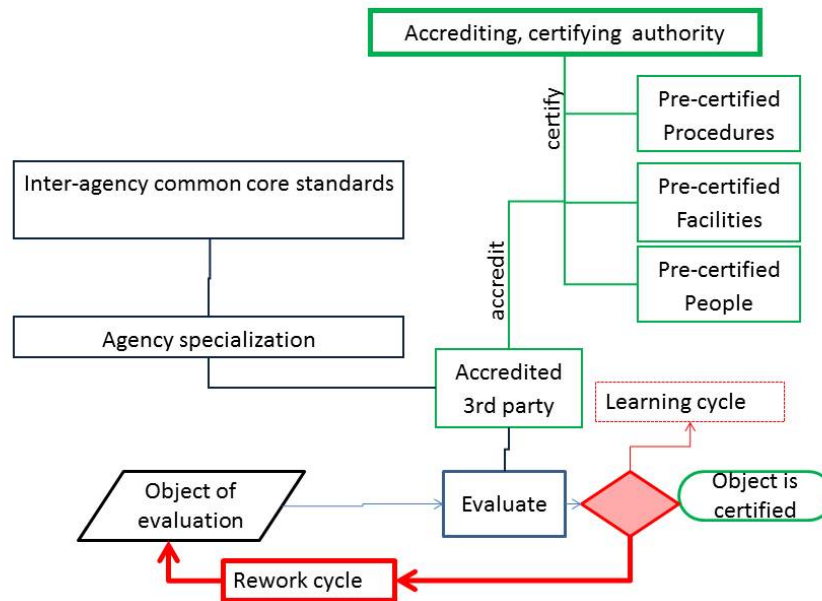 Accrediting, certifying authority
certify
Pre-certified
Procedures
Inter-agency common core standards
Pre-certified
Facilities
accredit
Pre-certified
People
Agency specialization
Accredited
3rd party
Learning cycle
Object of
evaluation
Evaluate
Object is
certified
Rework cycle